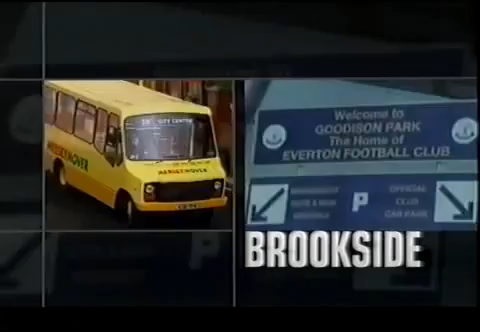 CITY CENTRE
MERSEYMOVER
MERSEYMOVER
Welcome to
GOODISON PARK
The Home of
EVERTON FOOTBALL CLUB
P
OFFICIAL
CLUB
CAR PARK
BROOKSIDE